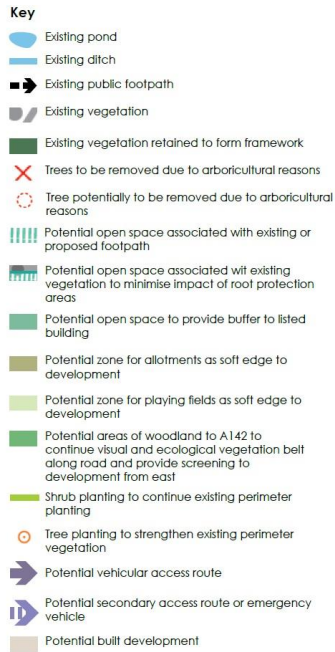 Key
Existing pond
Existing ditch
Existing public footpath
Existing vegetation
Existing vegetation retained to form framework
Trees to be removed due to arboricultural reasons
Tree potentially to be removed due to arboricultural
reasons
Potential open space associated with existing or
proposed footpath
Potential open space associated wit existing
vegetation to minimise impact of root protection
areas
Potential open space to provide buffer to listed
building
Potential zone for allotments as soft edge to
development
Potential zone for playing fields as soft edge to
development
Potential areas of woodland to A142 to
continue visual and ecological vegetation belt
along road and provide screening to
development from east
Shrub planting to continue existing perimeter
planting
Tree planting to strengthen existing perimeter
vegetation
Potential vehicular access route
Potential secondary access route or emergency
vehicle
Potential built development